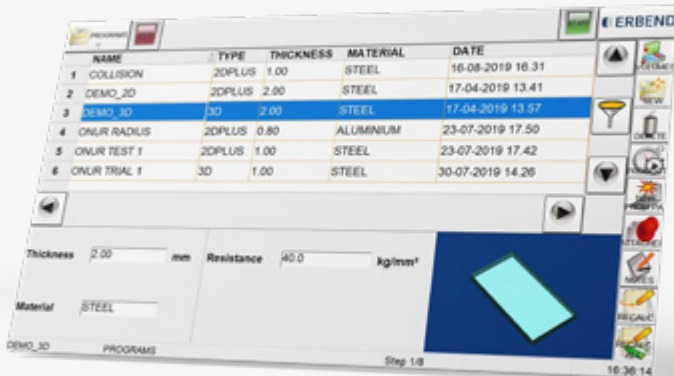 PROGRAMS
ERBEND
NAME TYPE THICKNESS MATERIAL DATE
1 COLLISION 2DPLUS 1.00 STEEL 16-08-2019 16.31
2 DEMO_2D 2DPLUS 2.00 STEEL 17-04-2019 13.41
3 DEMO_3D 3D 2.00 STEEL 17-04-2019 13.57
4 ONUR RADIUS 2DPLUS 0.80 ALUMINIUM 23-07-2019 17.50
5 ONUR TEST 1 2DPLUS 1.00 STEEL 23-07-2019 17.42
6 ONUR TRIAL 1 3D 1.00 STEEL 30-07-2019 14.26
NEW
DELETE
NOTES
Thickness 2.00 mm Resistance 40.0 kg/mm²
Material STEEL
DEMO_3D PROGRAMS Step 1/8 16:36:14